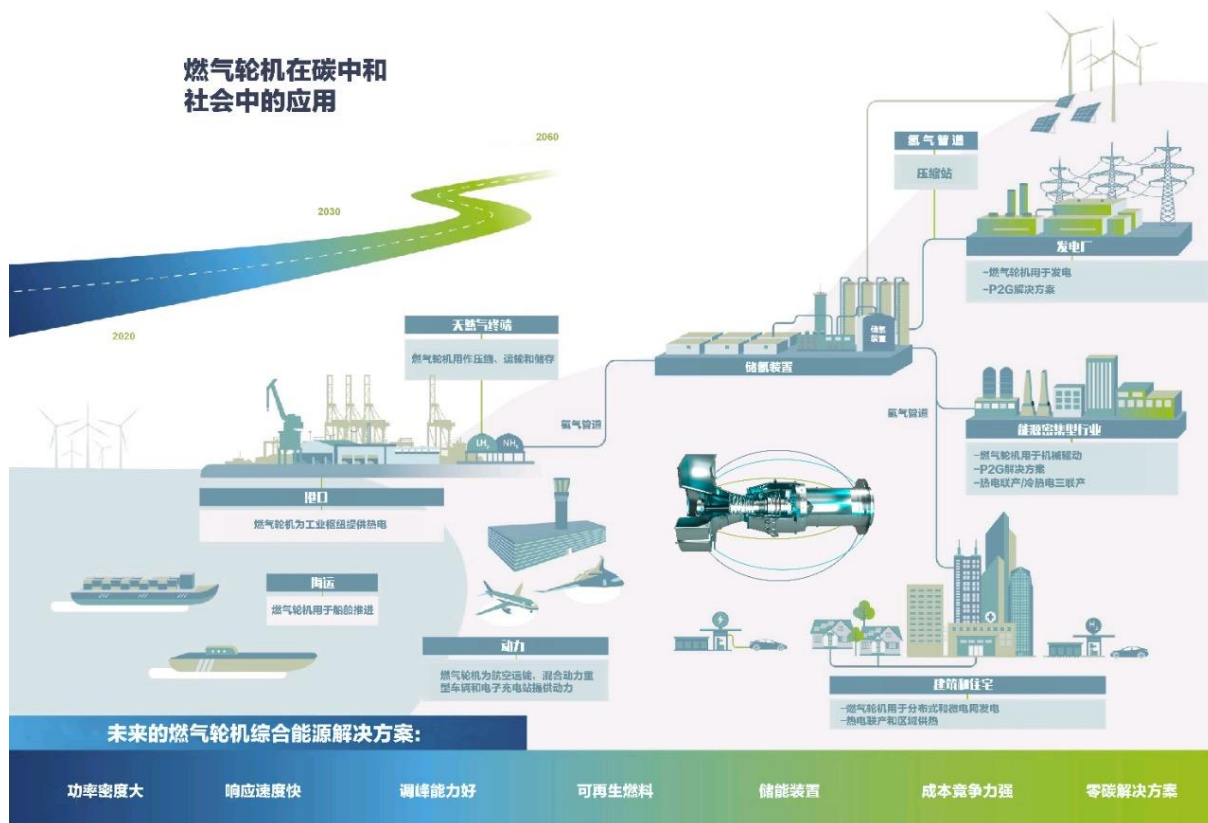 燃气轮机在碳中和
社会中的应用
2060
2030
2020
氢气管道
压缩站
发电厂
-燃气轮机用于发电
-P2G解决方案
天然气终端
燃气轮机用作压缩、运输和储存
储氢
装置
储氢装置
氢气管道
氢气管道
LH₂
NH₃
能源密集型行业
-燃气轮机用于机械驱动
-P2G解决方案
-热电联产/冷热电三联产
港口
燃气轮机为工业枢纽提供热电
海运
燃气轮机用于船舶推进
动力
燃气轮机为航空运输、混合动力重
型车辆和电子充电站提供动力
H₂
建筑和住宅
-燃气轮机用于分布式和微电网发电
-热电联产和区域供热
未来的燃气轮机综合能源解决方案:
功率密度大
响应速度快
调峰能力好
可再生燃料
储能装置
成本竞争力强
零碳解决方案